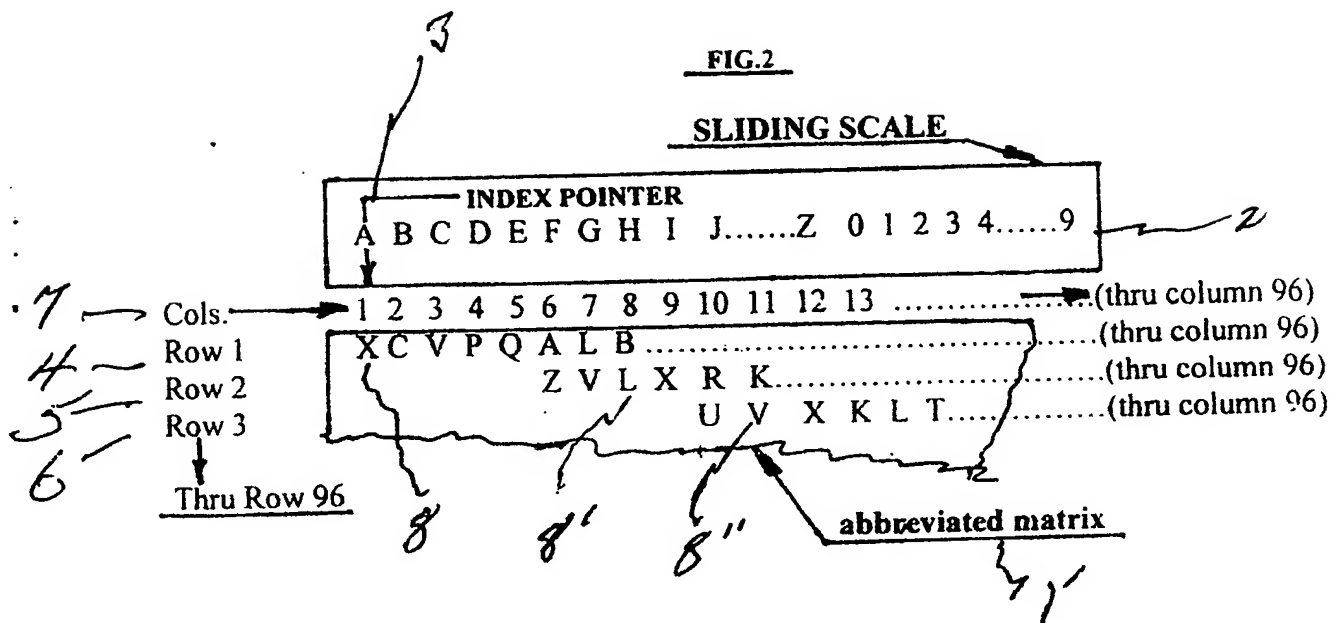 3
FIG.2
SLIDING SCALE
INDEX POINTER
A B C D E F G H I J.......Z 0 1 2 3 4......9
2
7 Cols. 1 2 3 4 5 6 7 8 9 10 11 12 13 ......................(thru column 96)
4 Row 1 X C V P Q A L B..........................................(thru column 96)
5 Row 2 Z V L X R K................................(thru column 96)
6 Row 3 U V X K L T..................(thru column 96)
Thru Row 96
8 8' 8''
abbreviated matrix
1'